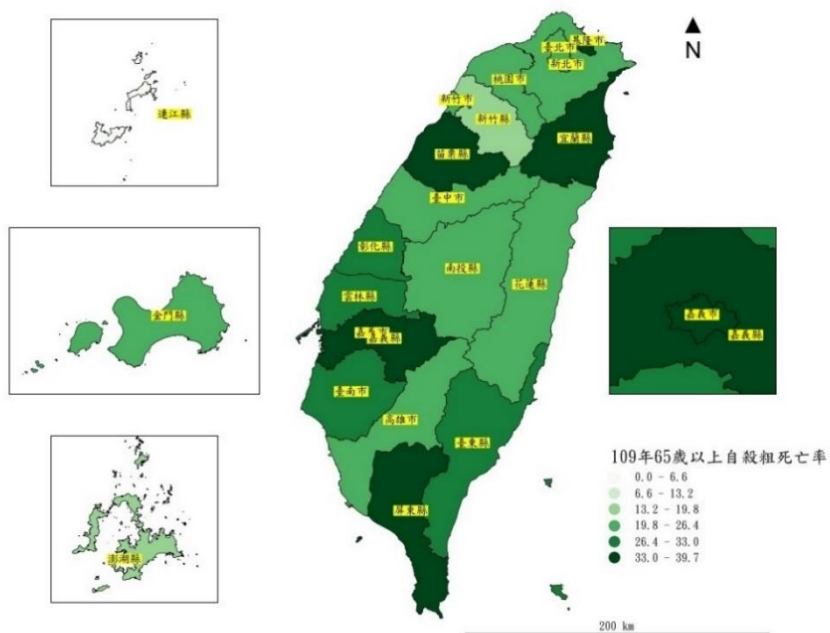 N
連江縣
基隆市
臺北市
新北市
桃園市
新竹市
新竹縣
宜蘭縣
苗栗縣
臺中市
彰化縣
南投縣
花蓮縣
雲林縣
金門縣
嘉義市
嘉義縣
嘉義市
嘉義縣
臺南市
高雄市
臺東縣
屏東縣
澎湖縣
109年65歲以上自殺粗死亡率
0.0 - 6.6
6.6 - 13.2
13.2 - 19.8
19.8 - 26.4
26.4 - 33.0
33.0 - 39.7
200 km